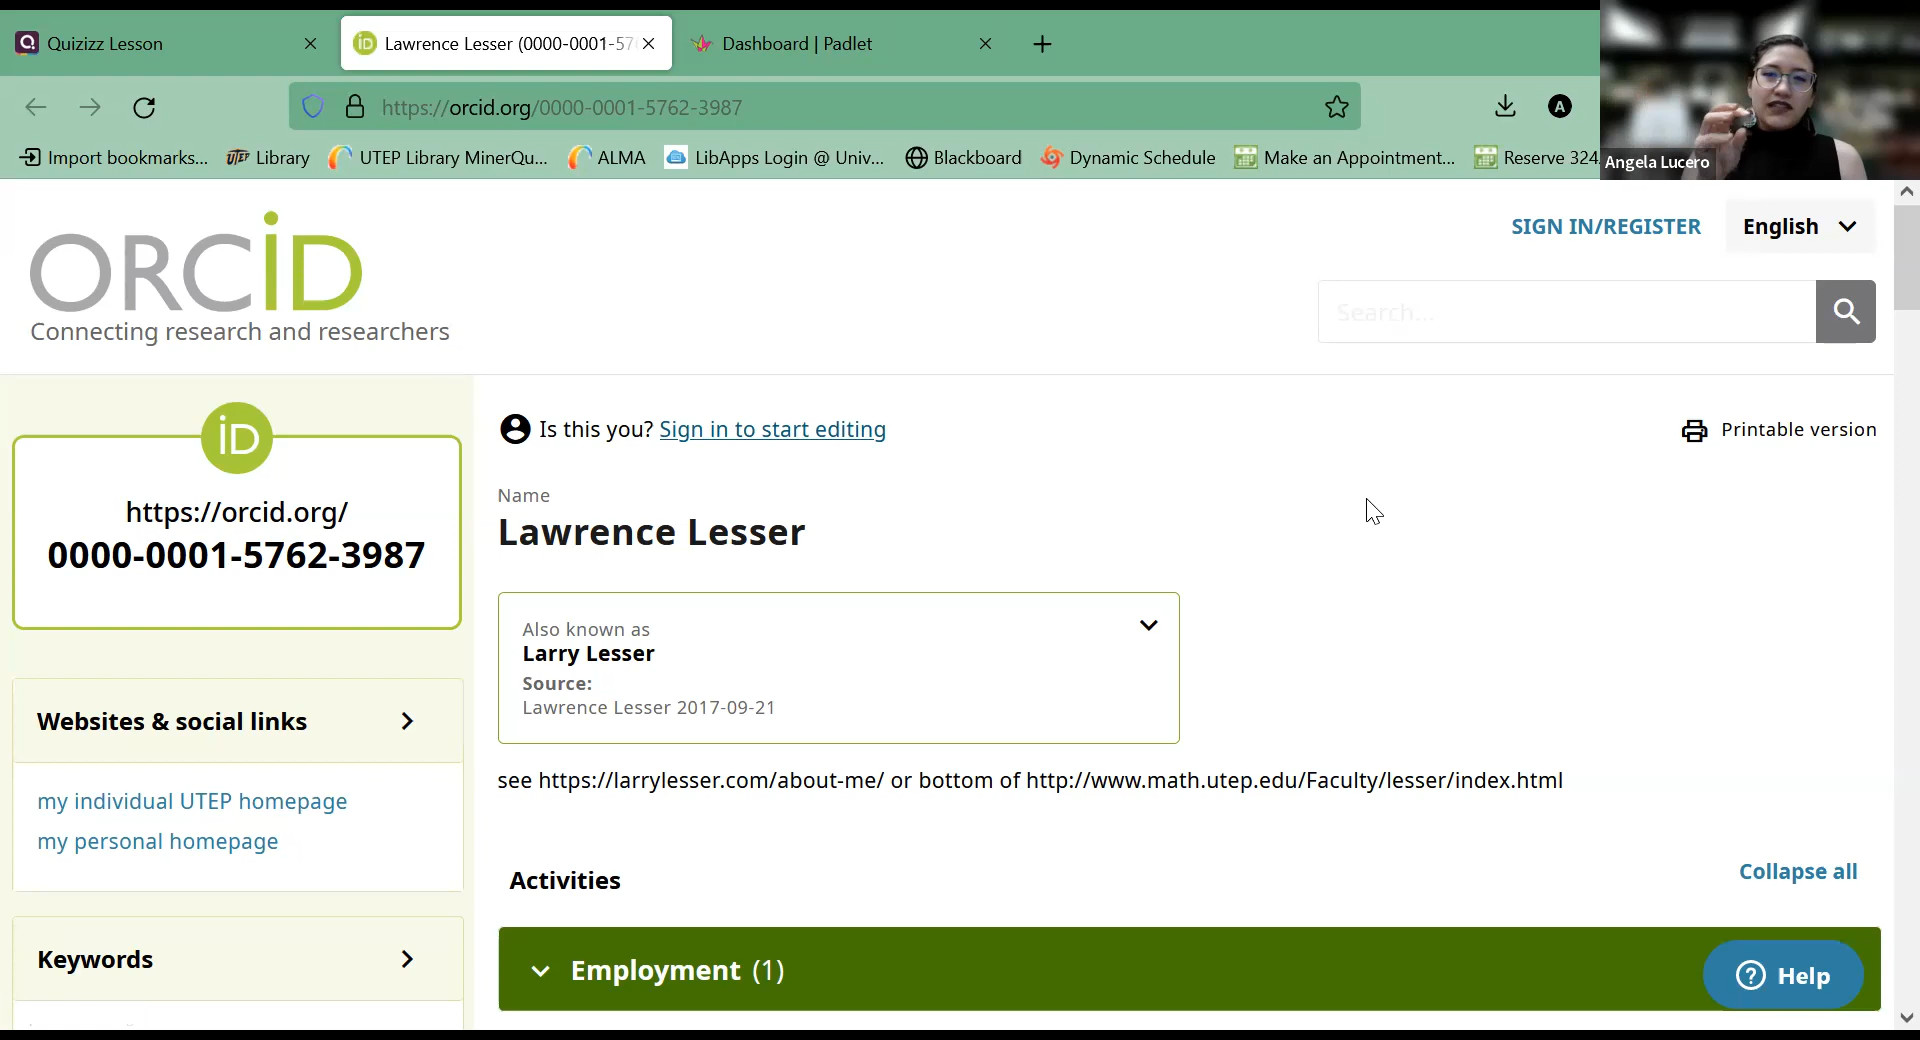 Quizizz Lesson
Lawrence Lesser (0000-0001-57
Dashboard | Padlet
https://orcid.org/0000-0001-5762-3987
A
Import bookmarks...
UTEP Library
UTEP Library MinerQu...
ALMA
LibApps Login @ Univ...
Blackboard
Dynamic Schedule
Make an Appointment...
Reserve 324
Angela Lucero
ORCiD
Connecting research and researchers
SIGN IN/REGISTER
English
Search...
iD
https://orcid.org/
0000-0001-5762-3987
Websites & social links
my individual UTEP homepage
my personal homepage
Keywords
Is this you? Sign in to start editing
Printable version
Name
Lawrence Lesser
Also known as
Larry Lesser
Source:
Lawrence Lesser 2017-09-21
see https://larrylesser.com/about-me/ or bottom of http://www.math.utep.edu/Faculty/lesser/index.html
Activities
Collapse all
Employment (1)
Help